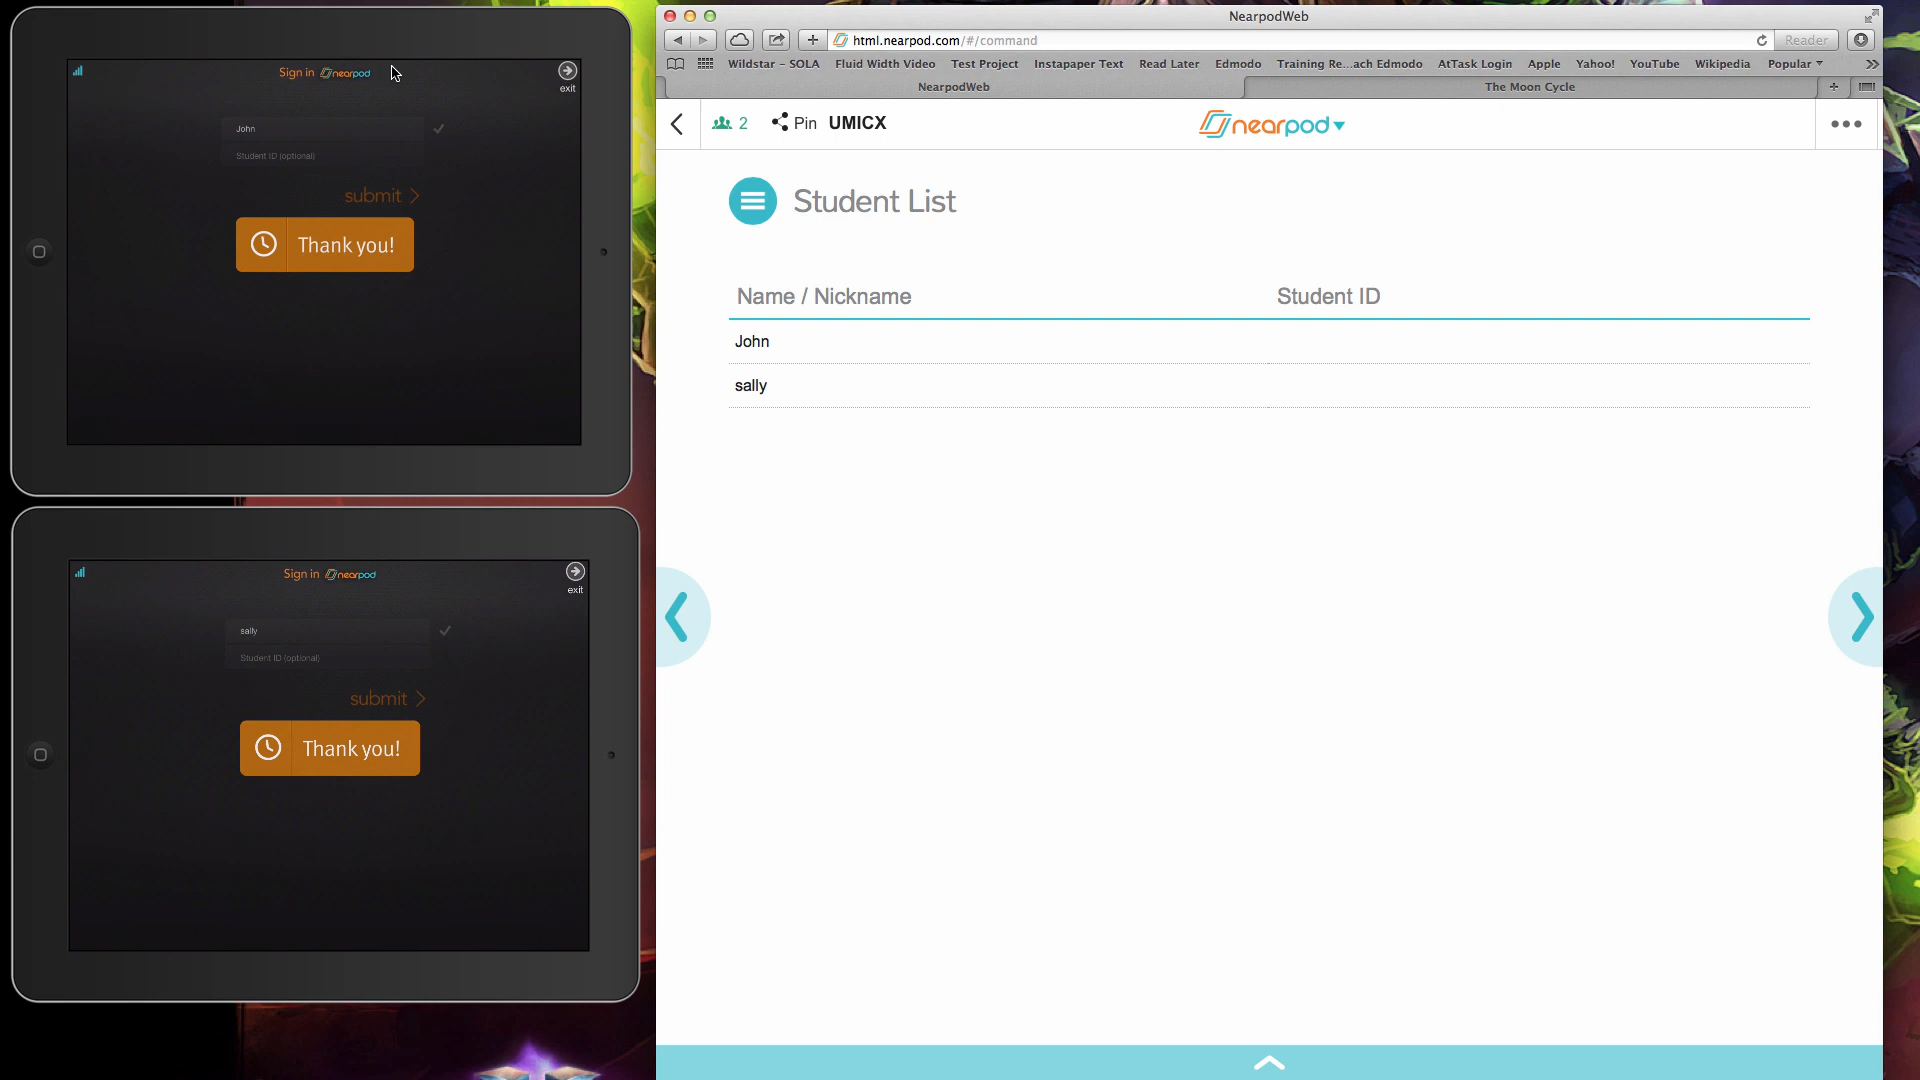 Sign in nearpod
exit
John
Student ID (optional)
submit
Thank you!
Sign in nearpod
exit
sally
Student ID (optional)
submit
Thank you!
NearpodWeb
html.nearpod.com/#/command
Reader
Wildstar - SOLA Fluid Width Video Test Project Instapaper Text Read Later Edmodo Training Re...ach Edmodo AtTask Login Apple Yahoo! YouTube Wikipedia Popular
NearpodWeb The Moon Cycle
2 Pin UMICX nearpod
Student List
Name / Nickname Student ID
John
sally